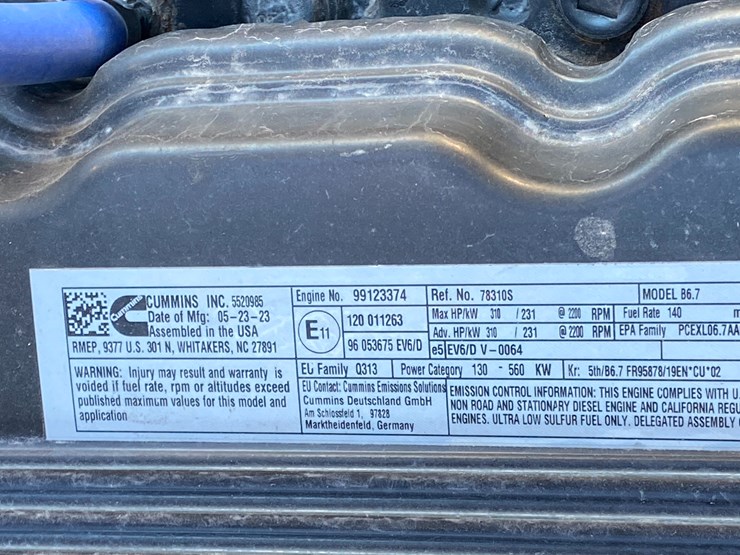 Cummins
CUMMINS INC. 5520985
Date of Mfg: 05-23-23
Assembled in the USA
RMEP, 9377 U.S. 301 N, WHITAKERS, NC 27891
WARNING: Injury may result and warranty is
voided if fuel rate, rpm or altitudes exceed
published maximum values for this model and
application
Engine No. 99123374
E11
120 011263
96 053675 EV6/D
EU Family Q313
EU Contact: Cummins Emissions Solutions
Cummins Deutschland GmbH
Am Schlossfeld 1, 97828
Marktheidenfeld, Germany
Ref. No. 78310S
MODEL B6.7
Max HP/kW 310 / 231 @ 2200 RPM
Fuel Rate 140
Adv. HP/kW 310 / 231 @ 2200 RPM
EPA Family PCEXL06.7AA
e5 EV6/D V-0064
Power Category 130 - 560 KW
Kr: 5th/B6.7 FR95878/19EN*CU*02
EMISSION CONTROL INFORMATION: THIS ENGINE COMPLIES WITH U
NON ROAD AND STATIONARY DIESEL ENGINE AND CALIFORNIA REGU
ENGINES. ULTRA LOW SULFUR FUEL ONLY. DELEGATED ASSEMBLY